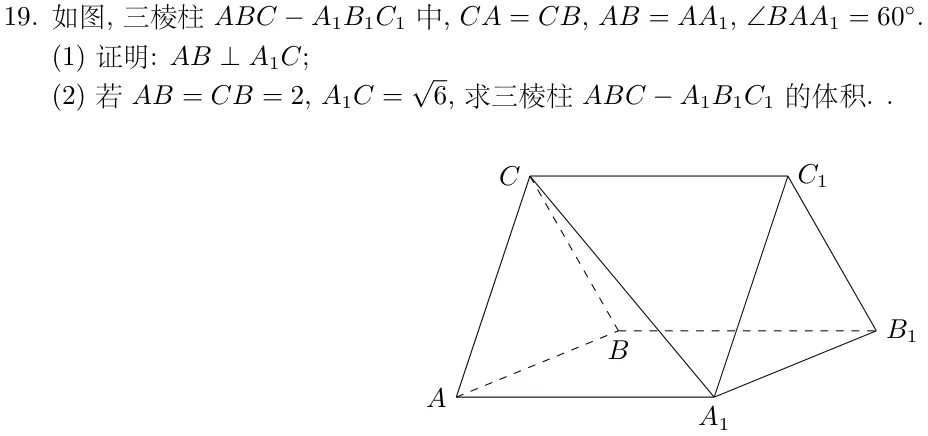 19. 如图, 三棱柱 ABC − A₁B₁C₁ 中, CA = CB, AB = AA₁, ∠BAA₁ = 60°.
(1) 证明: AB ⊥ A₁C;
(2) 若 AB = CB = 2, A₁C = √6, 求三棱柱 ABC − A₁B₁C₁ 的体积. .
C
C₁
B
B₁
A
A₁